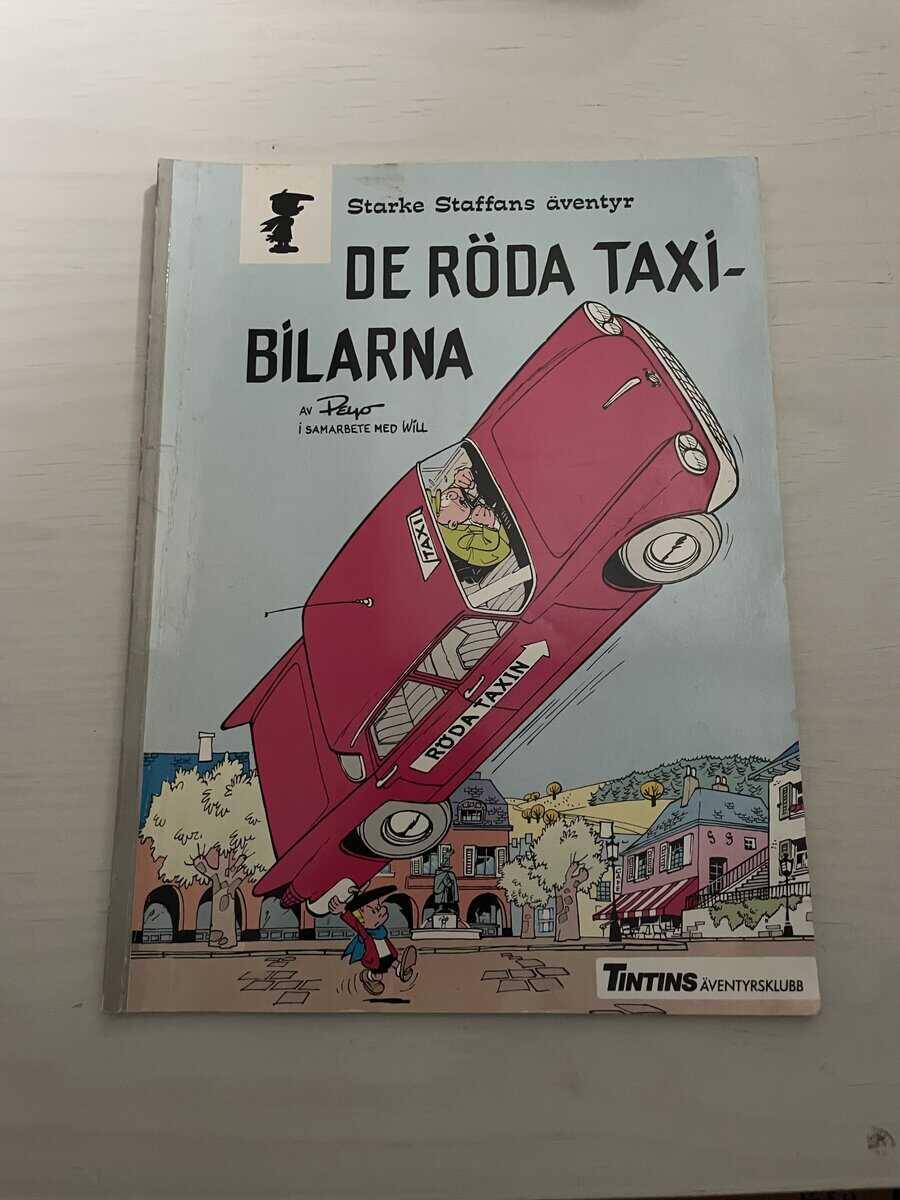 Starke Staffans äventyr
DE RÖDA TAXI-
BILARNA
AV Peyo
I SAMARBETE MED WILL
TAXI
RÖDA TAXIN
TINTINS ÄVENTYRSKLUBB